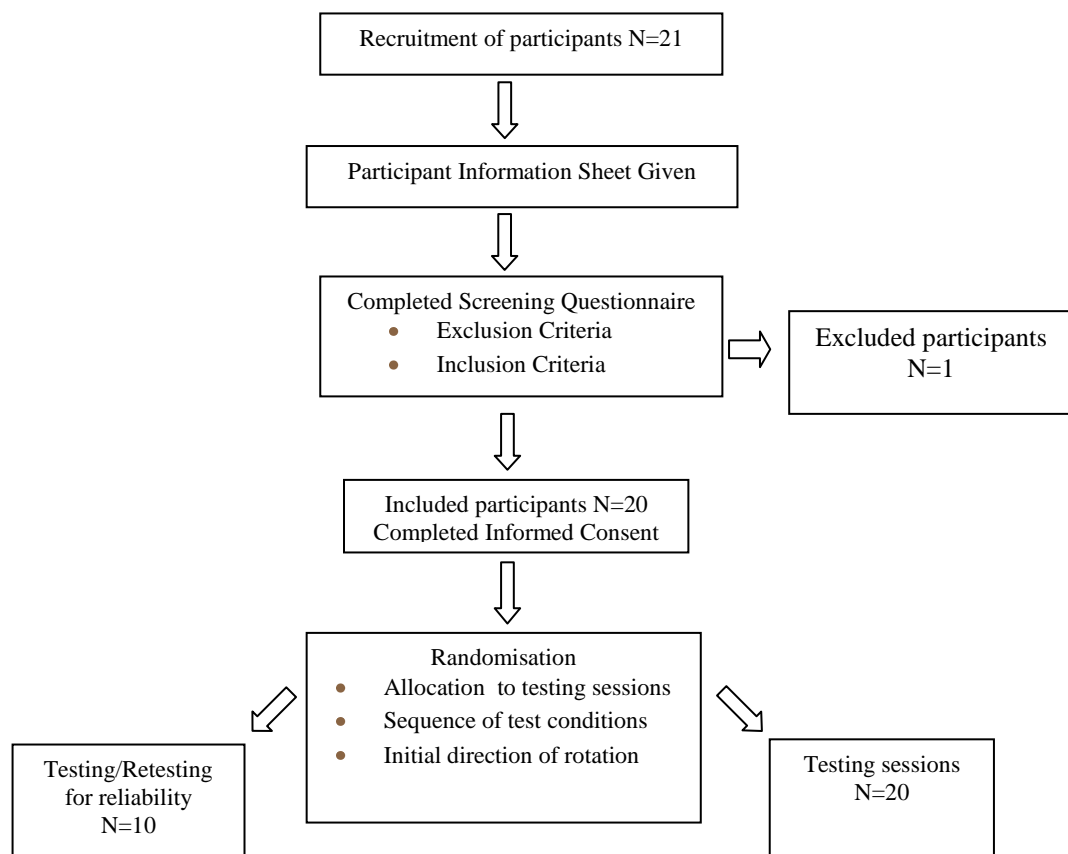 Recruitment of participants N=21
Participant Information Sheet Given
Completed Screening Questionnaire
• Exclusion Criteria
• Inclusion Criteria
Excluded participants
N=1
Included participants N=20
Completed Informed Consent
Randomisation
• Allocation to testing sessions
• Sequence of test conditions
• Initial direction of rotation
Testing/Retesting
for reliability
N=10
Testing sessions
N=20